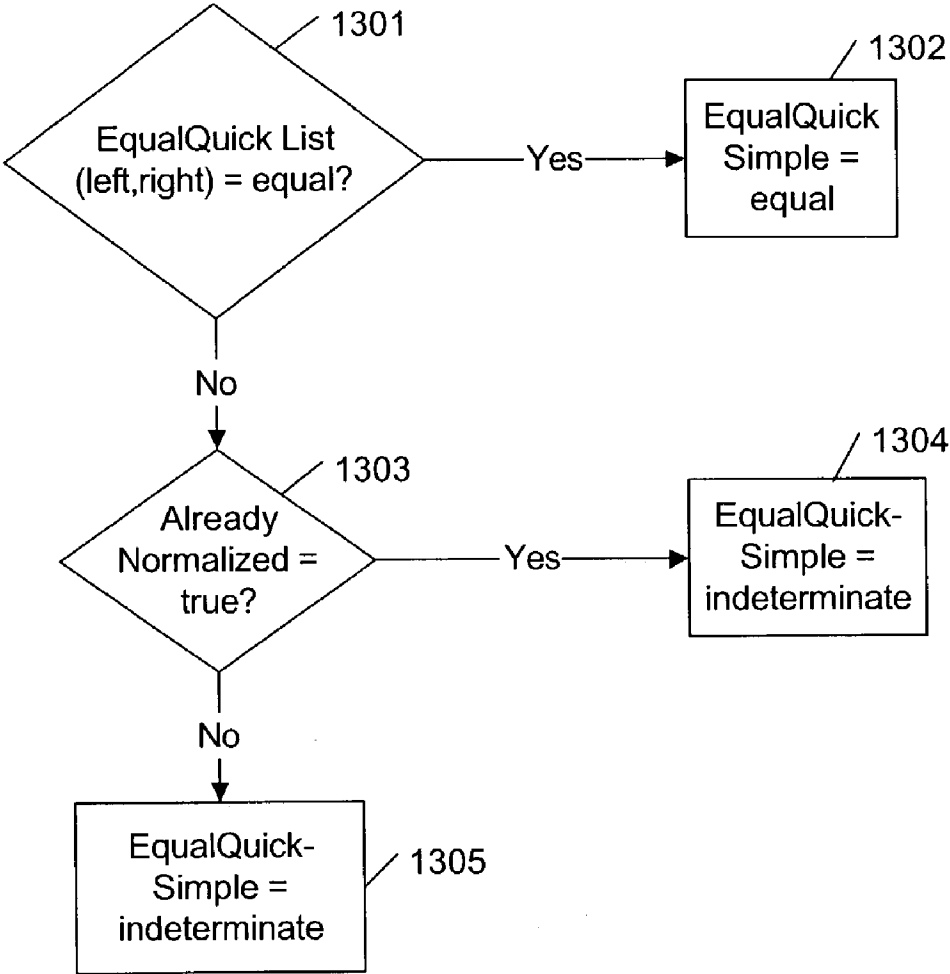 1301
EqualQuick List
(left,right) = equal?
Yes
1302
EqualQuick
Simple =
equal
No
1303
Already
Normalized =
true?
Yes
1304
EqualQuick-
Simple =
indeterminate
No
1305
EqualQuick-
Simple =
indeterminate